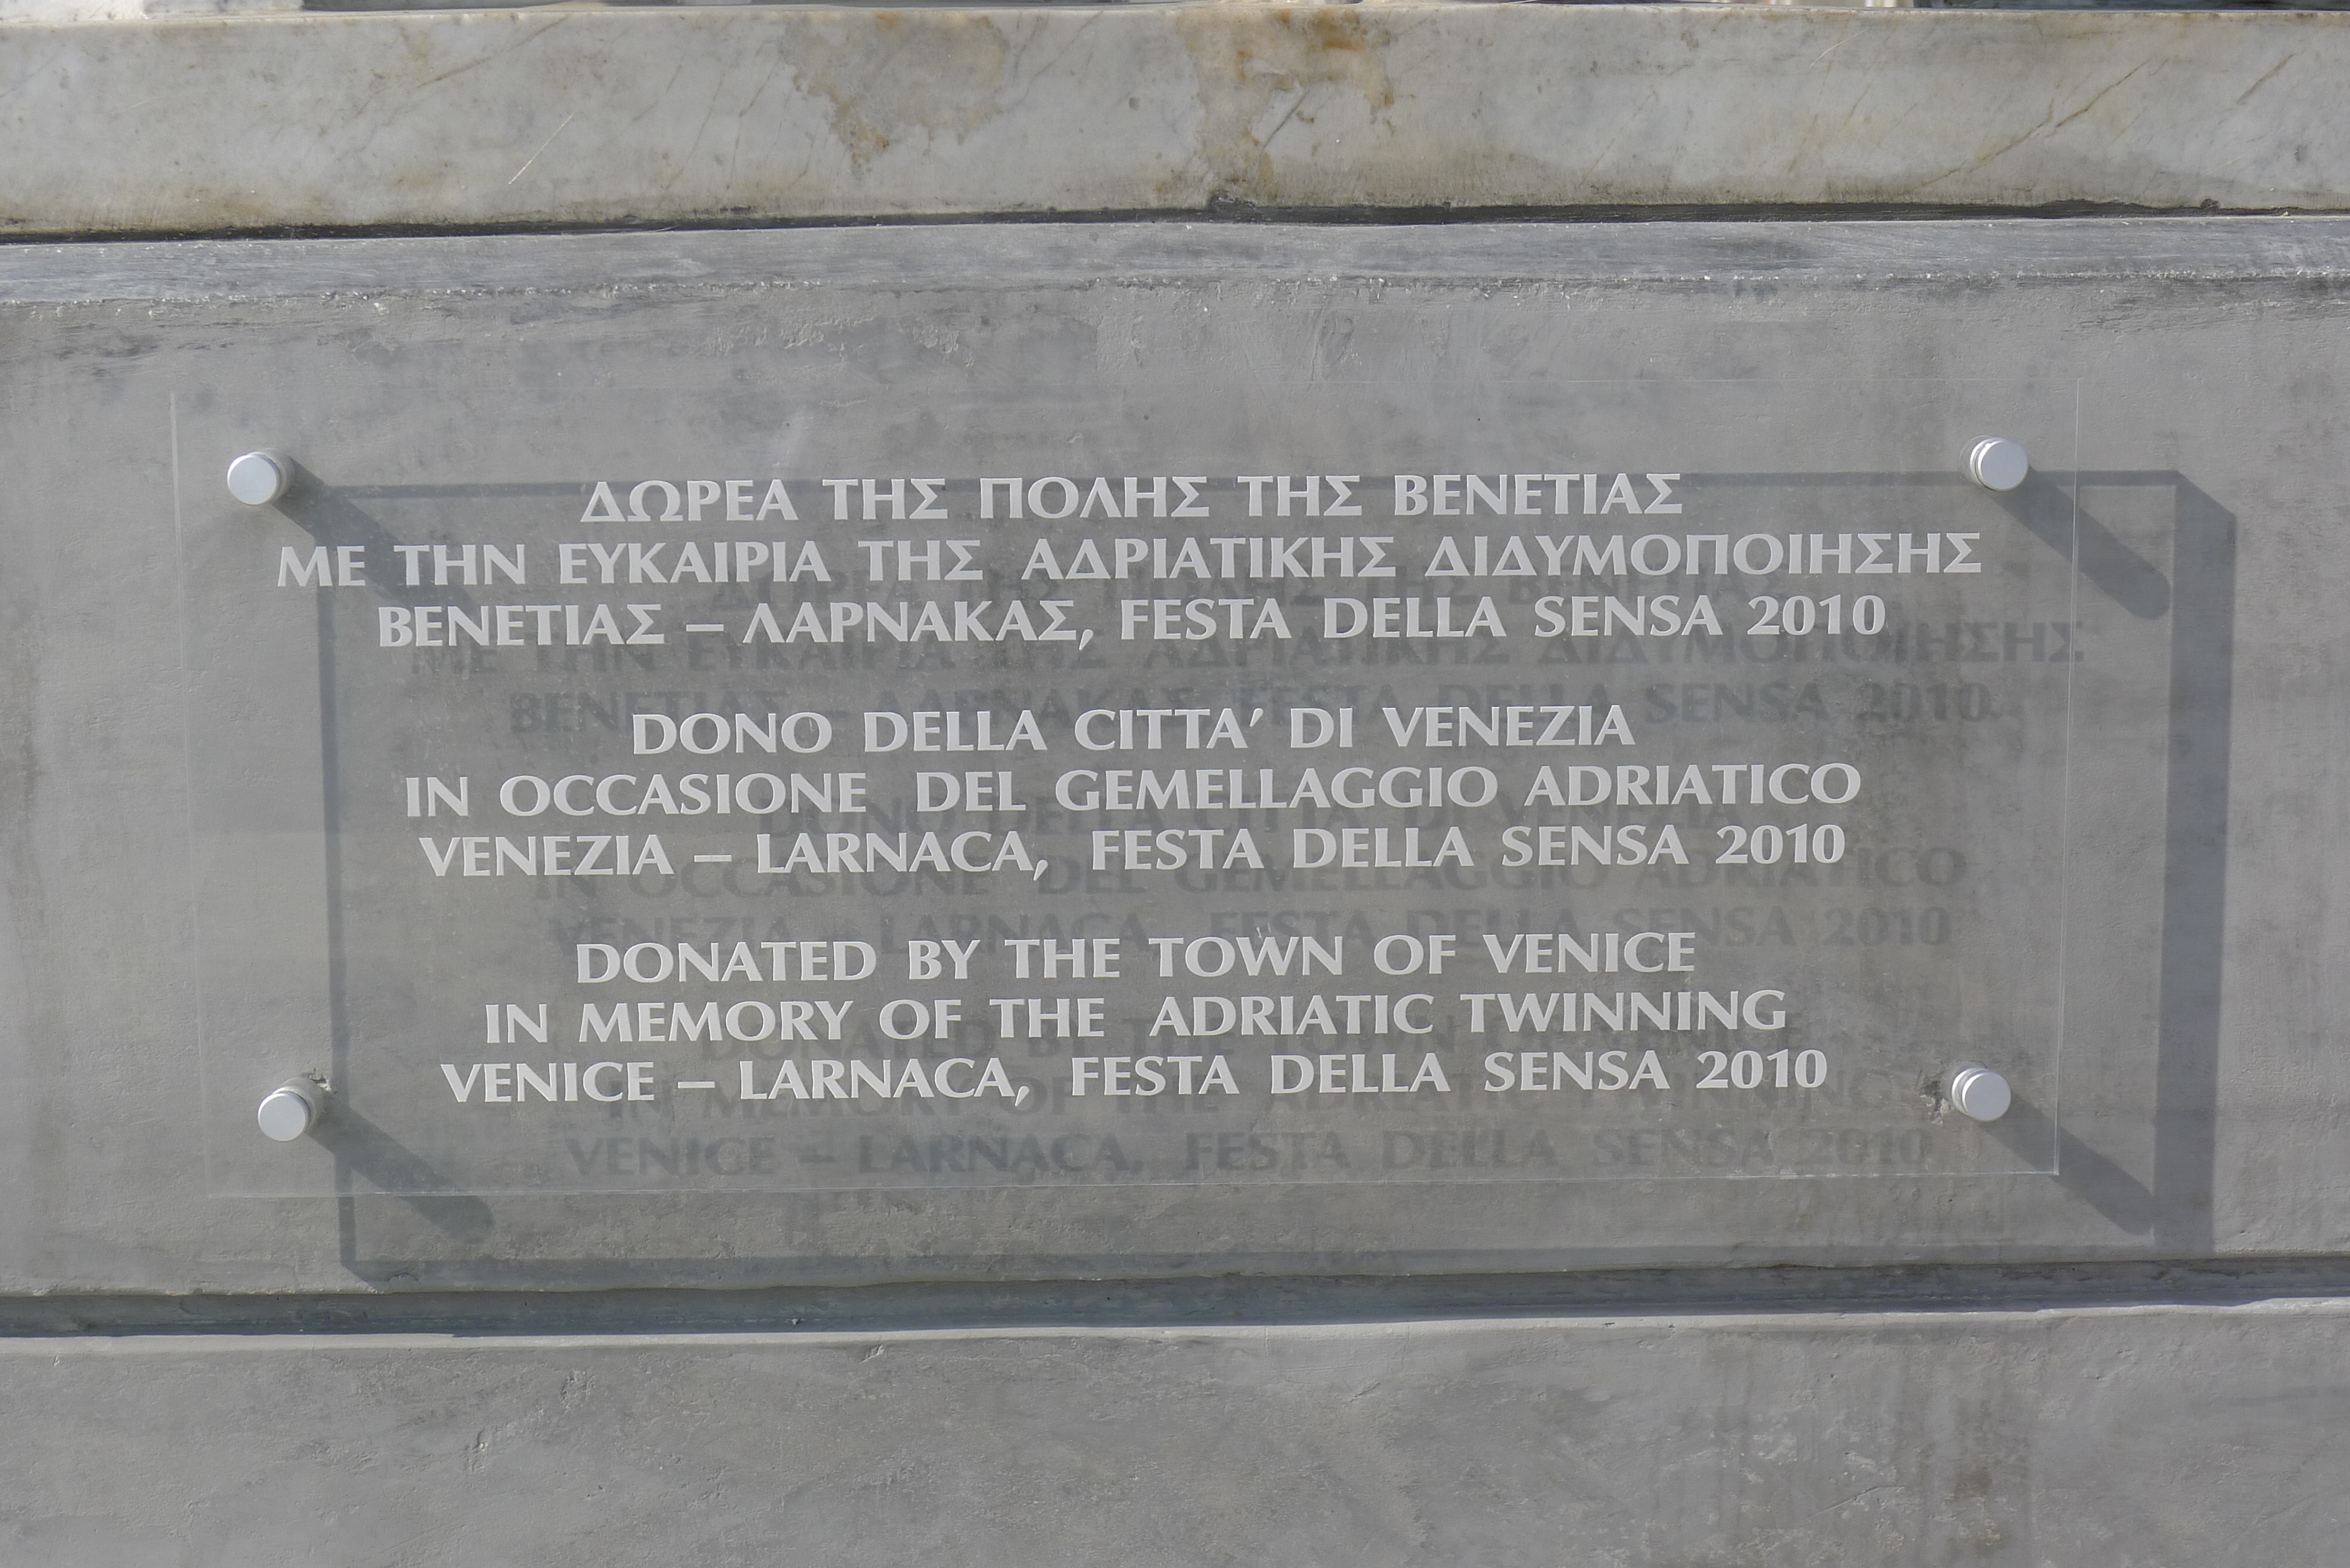 ΔΩΡΕΑ ΤΗΣ ΠΟΛΗΣ ΤΗΣ ΒΕΝΕΤΙΑΣ
ΜΕ ΤΗΝ ΕΥΚΑΙΡΙΑ ΤΗΣ ΑΔΡΙΑΤΙΚΗΣ ΔΙΔΥΜΟΠΟΙΗΣΗΣ
ΒΕΝΕΤΙΑΣ – ΛΑΡΝΑΚΑΣ, FESTA DELLA SENSA 2010
DONO DELLA CITTA’ DI VENEZIA
IN OCCASIONE DEL GEMELLAGGIO ADRIATICO
VENEZIA – LARNACA, FESTA DELLA SENSA 2010
DONATED BY THE TOWN OF VENICE
IN MEMORY OF THE ADRIATIC TWINNING
VENICE – LARNACA, FESTA DELLA SENSA 2010